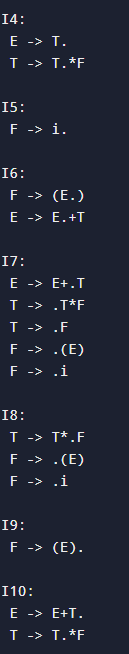 I4:
E -> T.
T -> T.*F
I5:
F -> i.
I6:
F -> (E.)
E -> E.+T
I7:
E -> E+.T
T -> .T*F
T -> .F
F -> .(E)
F -> .i
I8:
T -> T*.F
F -> .(E)
F -> .i
I9:
F -> (E).
I10:
E -> E+T.
T -> T.*F